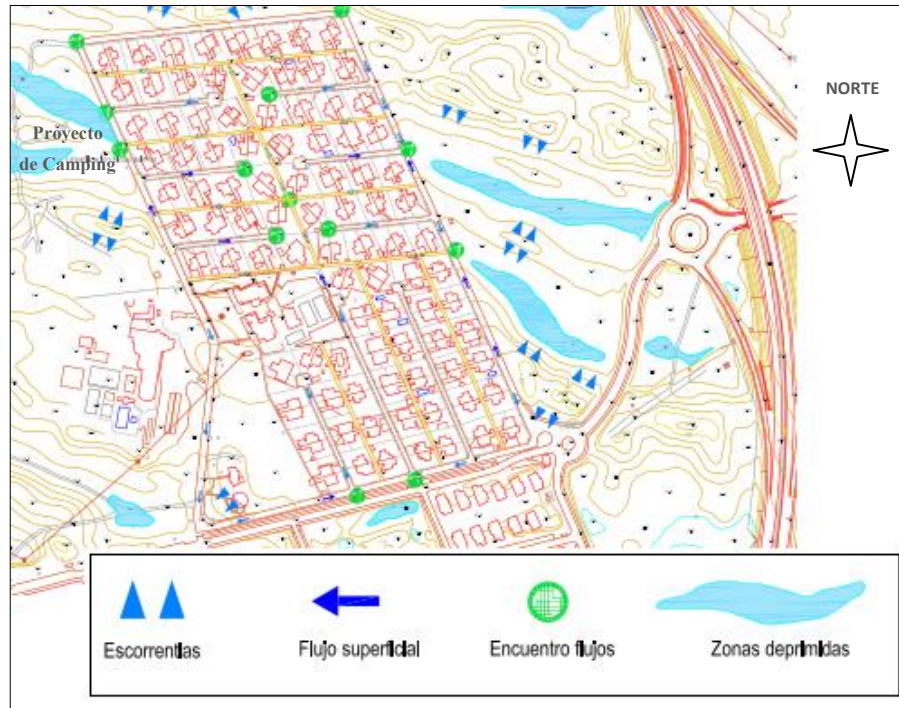 NORTE
Proyecto
de Camping
Escorrentías
Flujo superficial
Encuentro flujos
Zonas deprimidas